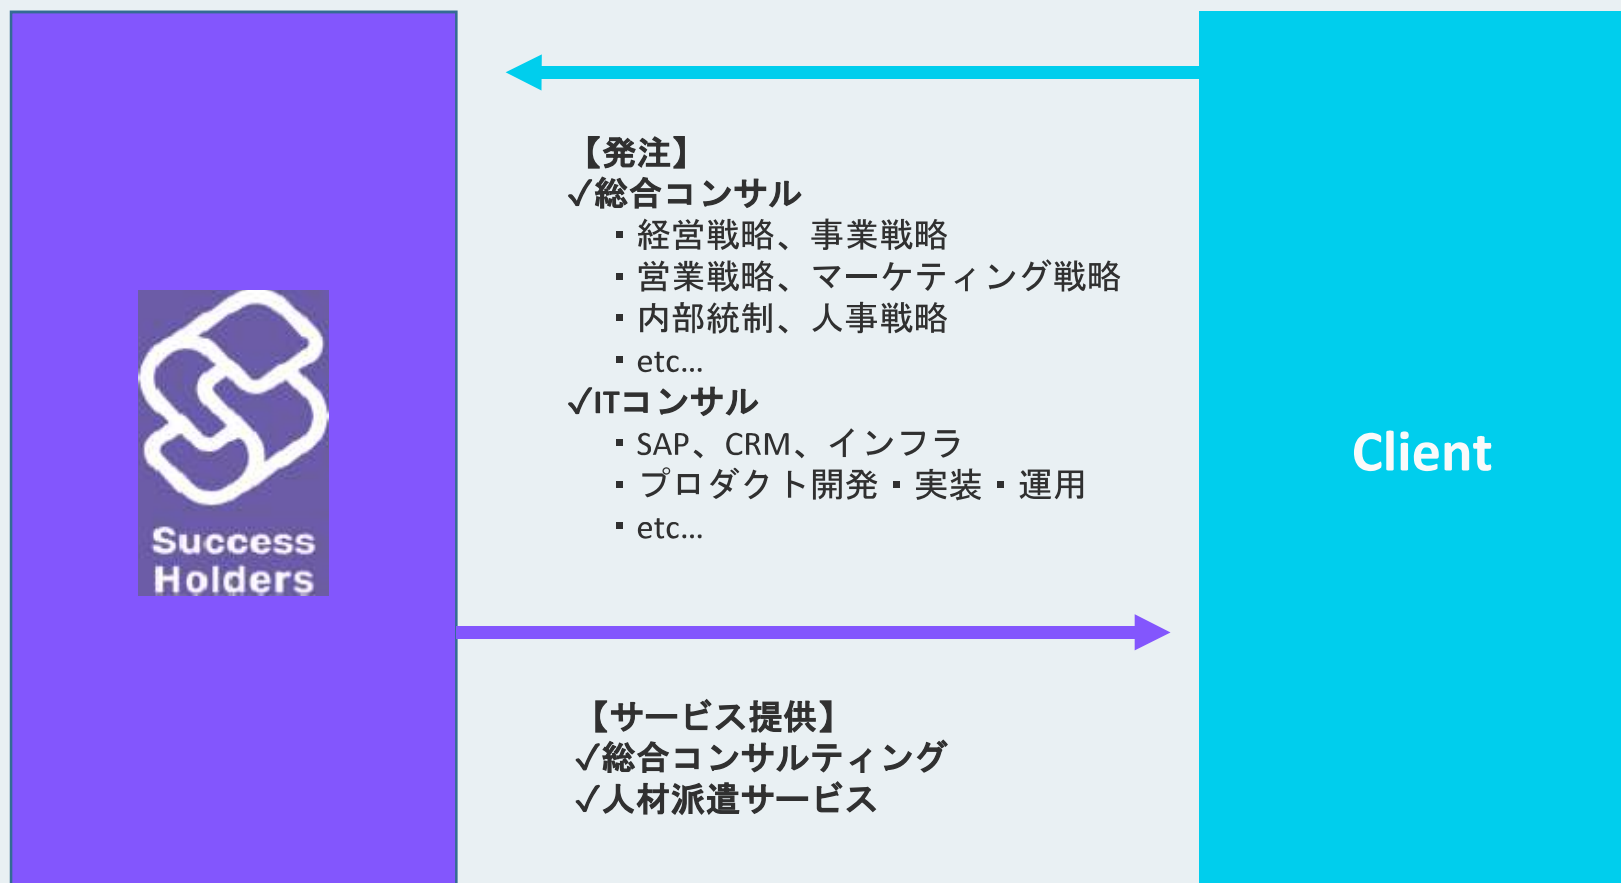 Success
Holders
【発注】
✓総合コンサル
・経営戦略、事業戦略
・営業戦略、マーケティング戦略
・内部統制、人事戦略
・etc…
✓ITコンサル
・SAP、CRM、インフラ
・プロダクト開発・実装・運用
・etc…
【サービス提供】
✓総合コンサルティング
✓人材派遣サービス
Client